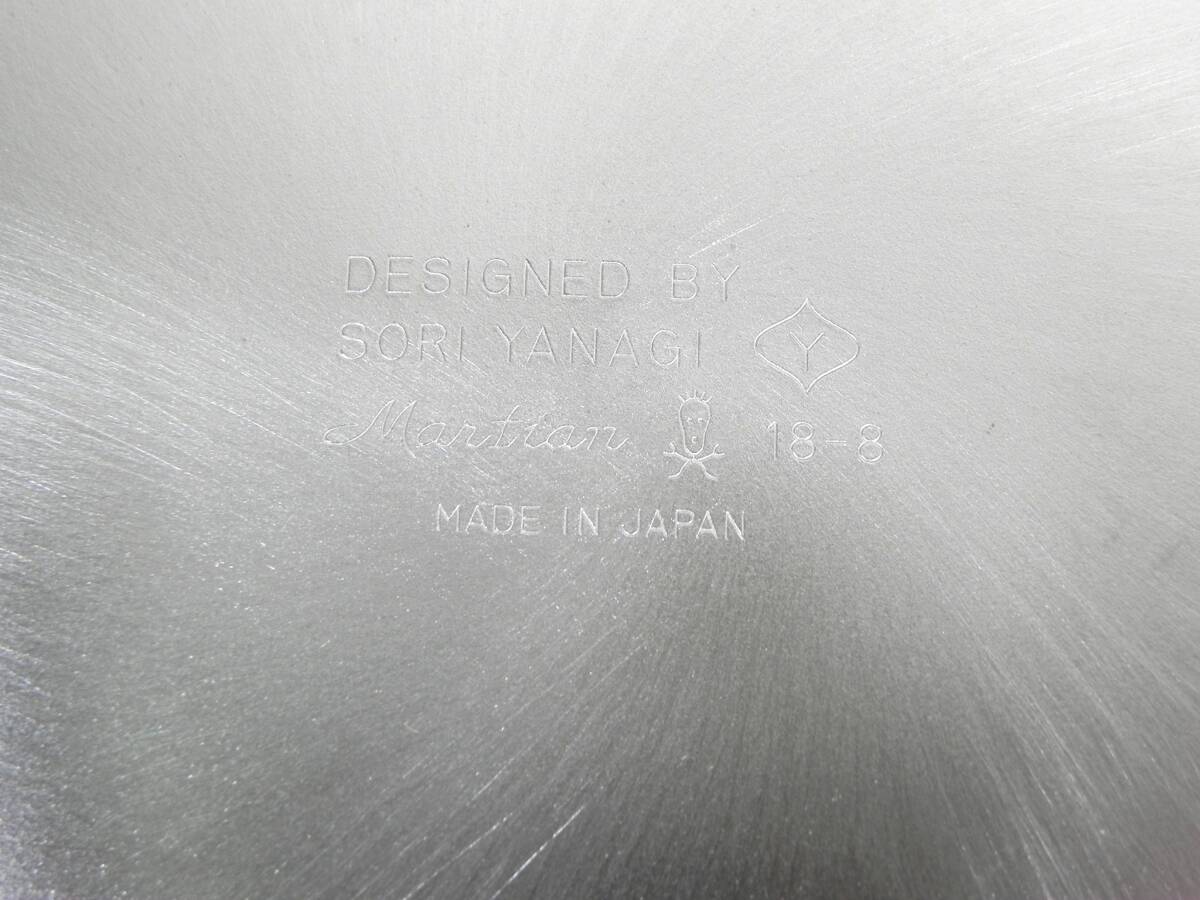 DESIGNED BY
SORI YANAGI Y
Martian 18-8
MADE IN JAPAN